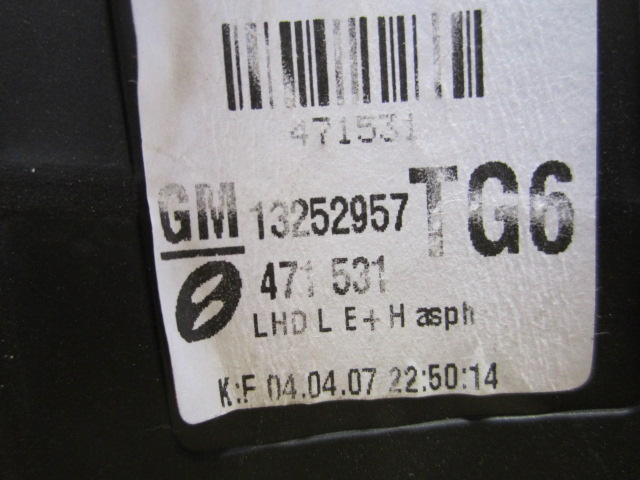 471531
GM 13252957 TG6
471 531
LHD L E+H asph
K:F 04.04.07 22:50:14